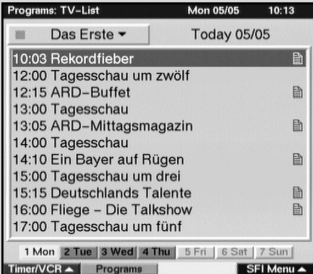 Programs: TV-List Mon 05/05 10:13
Das Erste Today 05/05
10:03 Rekordfieber
12:00 Tagesschau um zwölf
12:15 ARD-Buffet
13:00 Tagesschau
13:05 ARD-Mittagsmagazin
14:00 Tagesschau
14:10 Ein Bayer auf Rügen
15:00 Tagesschau um drei
15:15 Deutschlands Talente
16:00 Fliege - Die Talkshow
17:00 Tagesschau um fünf
1 Mon 2 Tue 3 Wed 4 Thu 5 Fri 6 Sat 7 Sun
Timer/VCR Programs SFI Menu